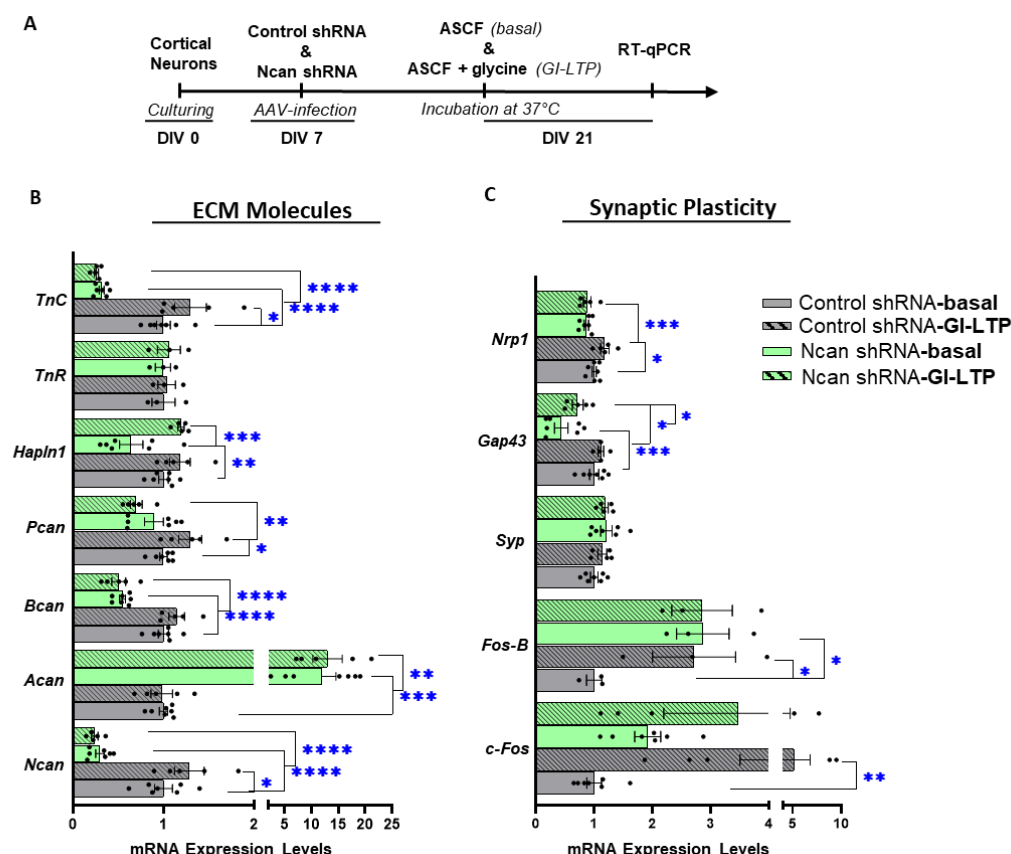 A
Cortical
Neurons
Control shRNA
&
Ncan shRNA
ASCF (basal)
&
ASCF + glycine (GI-LTP)
RT-qPCR
Culturing
AAV-infection
Incubation at 37°C
DIV 0
DIV 7
DIV 21
B
ECM Molecules
TnC
TnR
Hapln1
Pcan
Bcan
Acan
Ncan
****
****
*
***
**
**
*
****
****
**
***
****
****
*
0
1
2
5
10
15
20
25
mRNA Expression Levels
C
Synaptic Plasticity
Nrp1
Gap43
Syp
Fos-B
c-Fos
***
*
*
*
***
*
*
**
0
1
2
3
4
5
10
mRNA Expression Levels
Control shRNA-basal
Control shRNA-GI-LTP
Ncan shRNA-basal
Ncan shRNA-GI-LTP